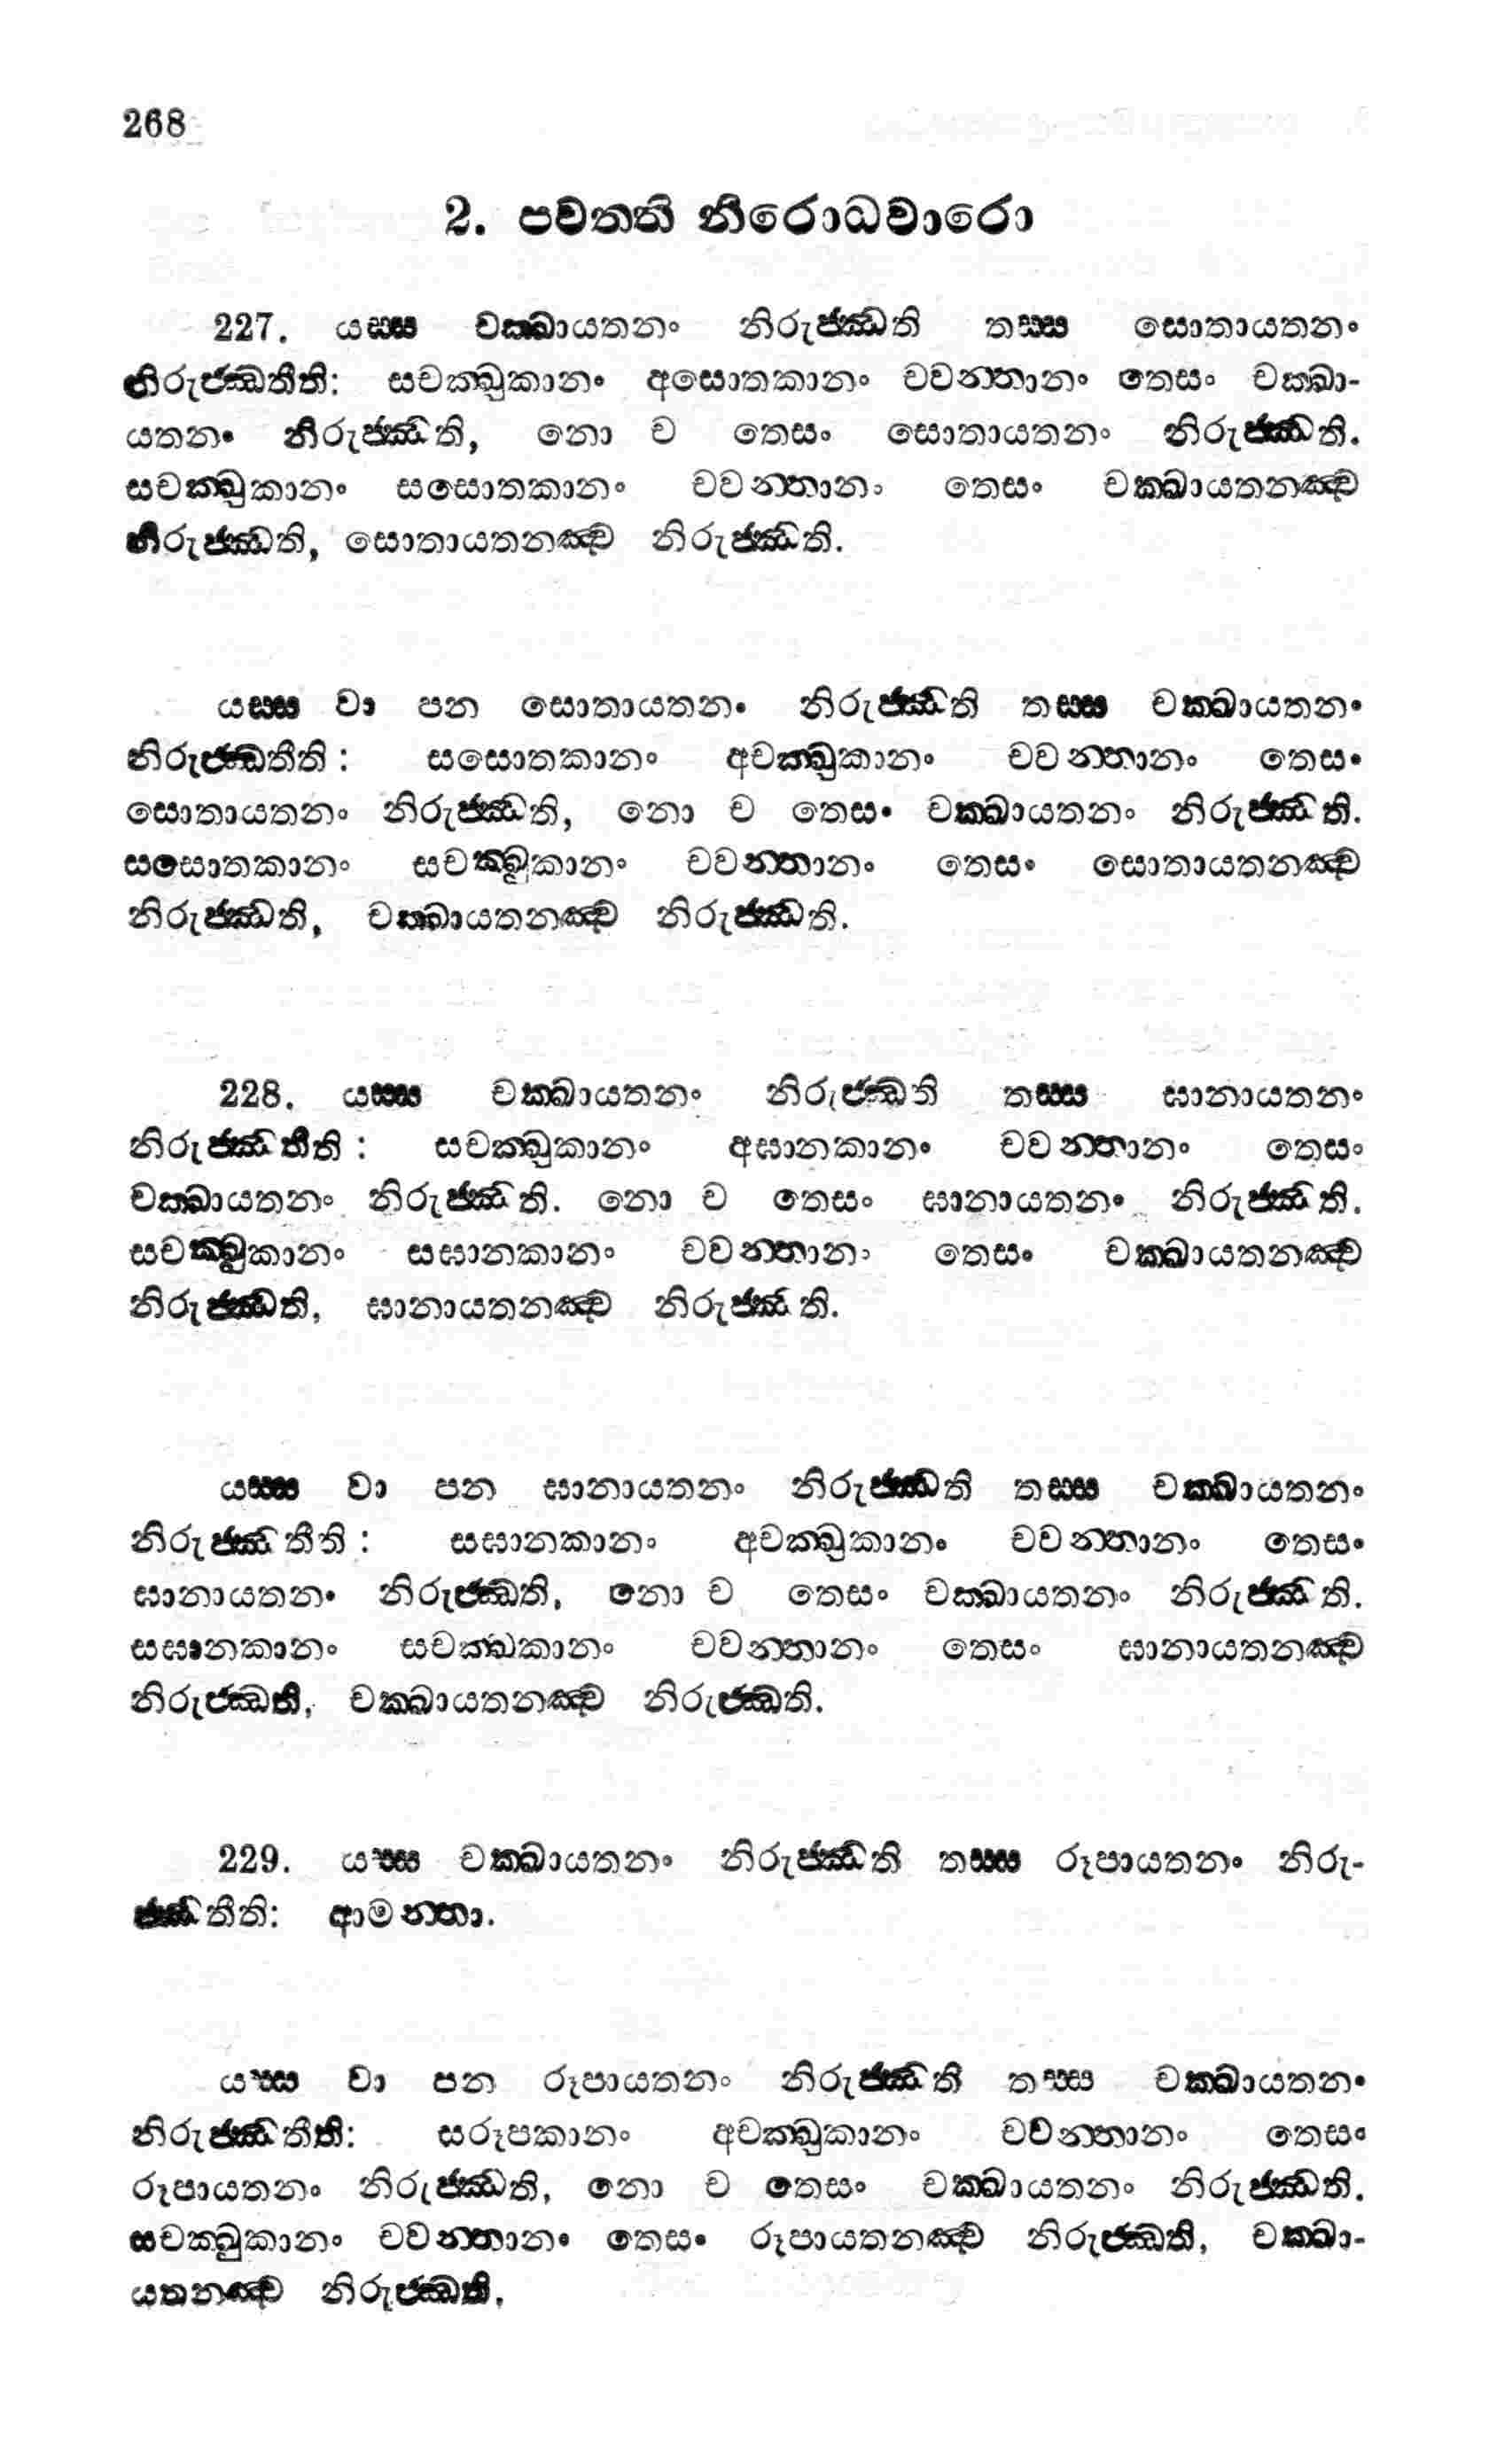 268
2. පවත්ති නිරොධවාරො
227. යස්ස චක්ඛායතනං නිරුජ්ඣති තස්ස සොතායතනං
නිරුජ්ඣතීති: සචක්ඛුකානං අසොතකානං චවන්තානං තෙසං චක්ඛා-
යතනං නිරුජ්ඣති, නො ච තෙසං සොතායතනං නිරුජ්ඣති.
සචක්ඛුකානං සසොතකානං චවන්තානං තෙසං චක්ඛායතනඤ්ච
නිරුජ්ඣති, සොතායතනඤ්ච නිරුජ්ඣති.
යස්ස වා පන සොතායතනං නිරුජ්ඣති තස්ස චක්ඛායතනං
නිරුජ්ඣතීති: සසොතකානං අචක්ඛුකානං චවන්තානං තෙසං
සොතායතනං නිරුජ්ඣති, නො ච තෙසං චක්ඛායතනං නිරුජ්ඣති.
සසොතකානං සචක්ඛුකානං චවන්තානං තෙසං සොතායතනඤ්ච
නිරුජ්ඣති, චක්ඛායතනඤ්ච නිරුජ්ඣති.
228. යස්ස චක්ඛායතනං නිරුජ්ඣති තස්ස ඝානායතනං
නිරුජ්ඣතීති: සචක්ඛුකානං අඝානකානං චවන්තානං තෙසං
චක්ඛායතනං නිරුජ්ඣති. නො ච තෙසං ඝානායතනං නිරුජ්ඣති.
සචක්ඛුකානං සඝානකානං චවන්තානං තෙසං චක්ඛායතනඤ්ච
නිරුජ්ඣති, ඝානායතනඤ්ච නිරුජ්ඣති.
යස්ස වා පන ඝානායතනං නිරුජ්ඣති තස්ස චක්ඛායතනං
නිරුජ්ඣතීති: සඝානකානං අචක්ඛුකානං චවන්තානං තෙසං
ඝානායතනං නිරුජ්ඣති, නො ච තෙසං චක්ඛායතනං නිරුජ්ඣති.
සඝානකානං සචක්ඛකානං චවන්තානං තෙසං ඝානායතනඤ්ච
නිරුජ්ඣති, චක්ඛායතනඤ්ච නිරුජ්ඣති.
229. යස්ස චක්ඛායතනං නිරුජ්ඣති තස්ස රූපායතනං නිරු-
ජ්ඣතීති: ආමන්තා.
යස්ස වා පන රූපායතනං නිරුජ්ඣති තස්ස චක්ඛායතනං
නිරුජ්ඣතීති: සරූපකානං අචක්ඛුකානං චවන්තානං තෙසං
රූපායතනං නිරුජ්ඣති, නො ච තෙසං චක්ඛායතනං නිරුජ්ඣති.
සචක්ඛුකානං චවන්තානං තෙසං රූපායතනඤ්ච නිරුජ්ඣති, චක්ඛා-
යතනඤ්ච නිරුජ්ඣති.